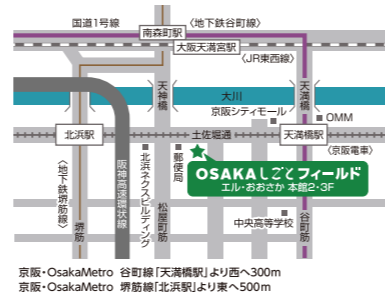 国道1号線
南森町駅
〈地下鉄谷町線〉
大阪天満宮駅
〈JR東西線〉
天神橋
大川
天満橋
京阪シティモール
OMM
北浜駅
土佐堀通
天満橋駅
〈京阪電車〉
〈地下鉄堺筋線〉
堺筋
阪神高速環状線
北浜ネクスビルディング
郵便局
松屋町筋
OSAKAしごとフィールド
エル・おおさか 本館2・3F
中央高等学校
谷町筋
京阪・OsakaMetro 谷町線「天満橋駅」より西へ300m
京阪・OsakaMetro 堺筋線「北浜駅」より東へ500m